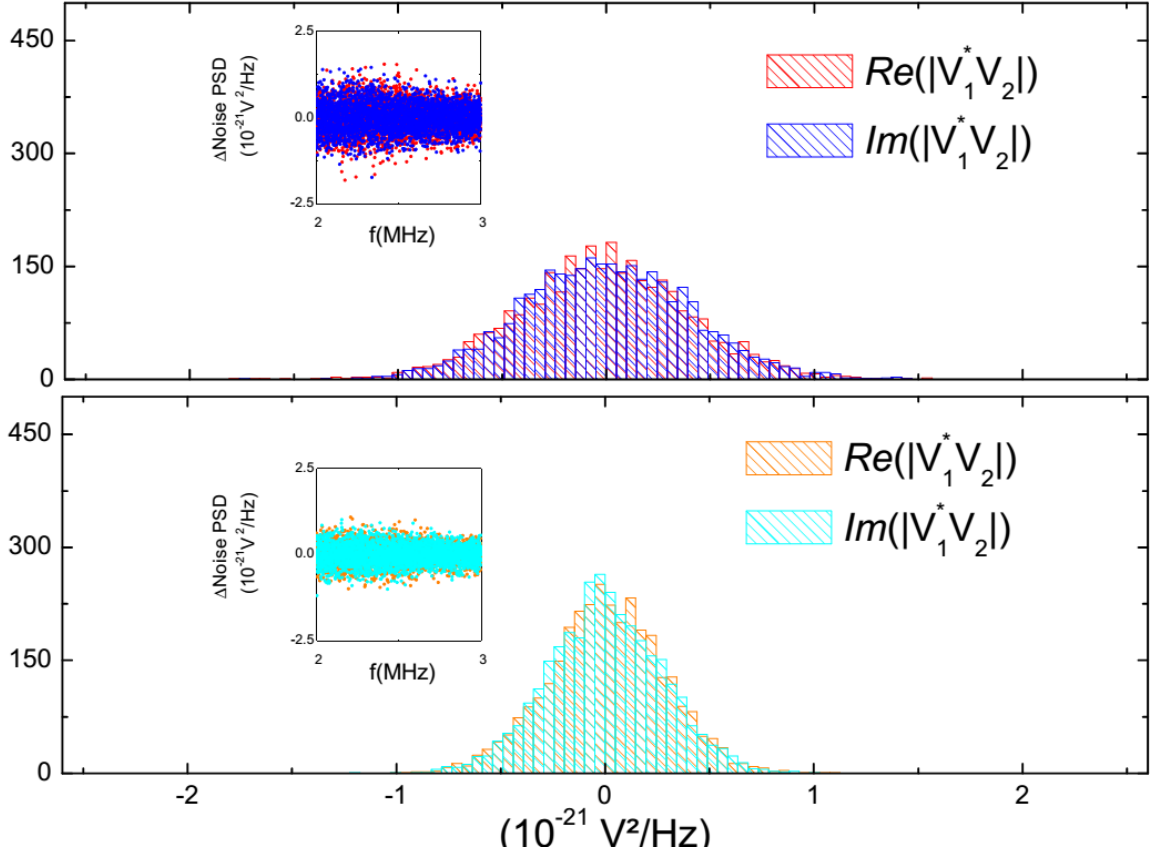 450
300
150
0
2.5
0.0
-2.5
2
3
f(MHz)
ΔNoise PSD
(10⁻²¹V²/Hz)
Re(|V₁*V₂|)
Im(|V₁*V₂|)
450
300
150
0
2.5
0.0
-2.5
2
3
f(MHz)
ΔNoise PSD
(10⁻²¹V²/Hz)
Re(|V₁*V₂|)
Im(|V₁*V₂|)
-2
-1
0
1
2
(10⁻²¹ V²/Hz)